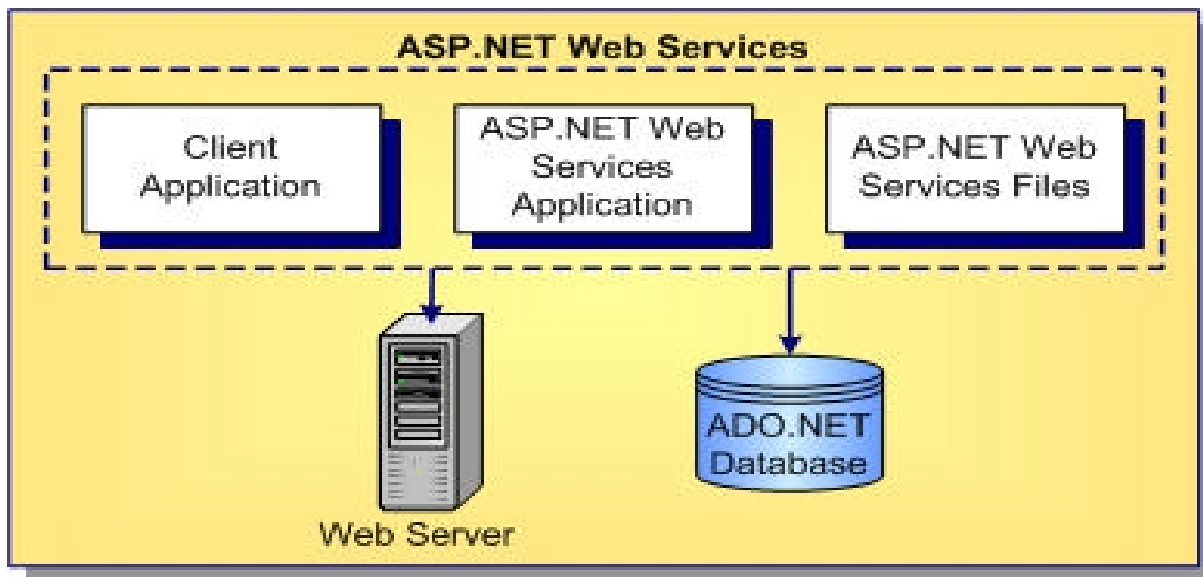 ASP.NET Web Services
Client
Application
ASP.NET Web
Services
Application
ASP.NET Web
Services Files
Web Server
ADO.NET
Database